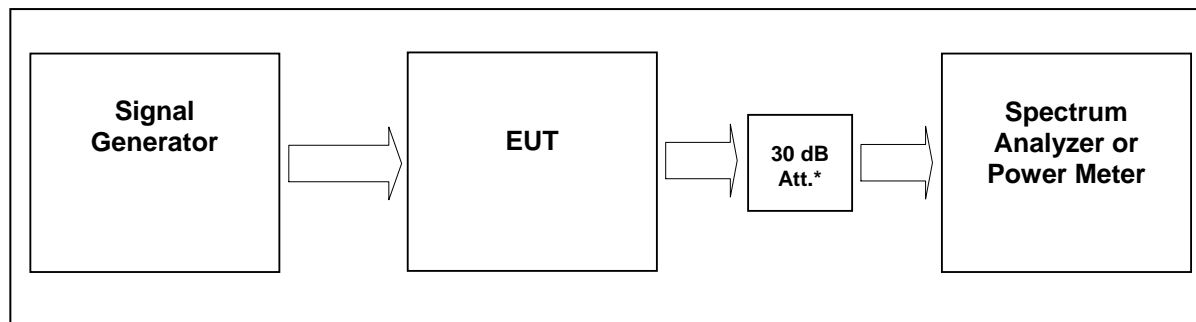 Signal
Generator
EUT
30 dB
Att.*
Spectrum
Analyzer or
Power Meter